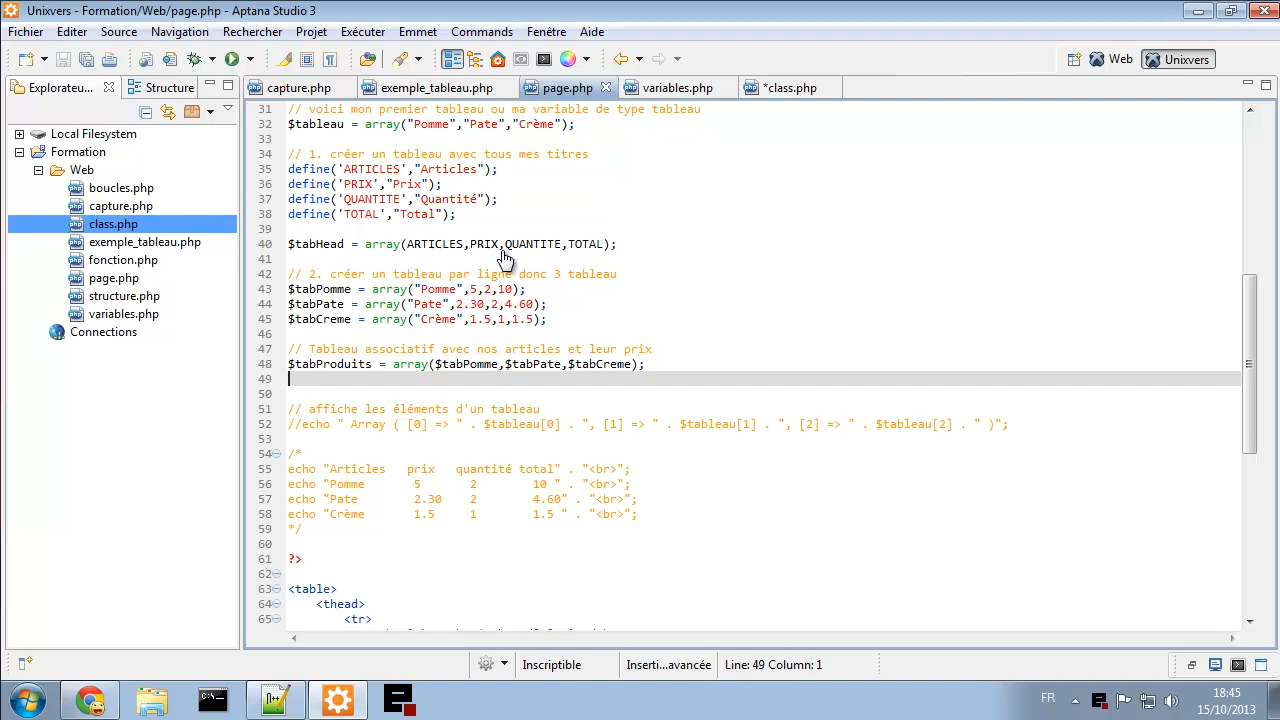 Unixvers - Formation/Web/page.php - Aptana Studio 3
Fichier Editer Source Navigation Rechercher Projet Exécuter Emmet Commands Fenêtre Aide
Web Unixvers
Explorateu... Structure capture.php exemple_tableau.php page.php variables.php *class.php
Local Filesystem
Formation
Web
boucles.php
capture.php
class.php
exemple_tableau.php
fonction.php
page.php
structure.php
variables.php
Connections
31 // voici mon premier tableau ou ma variable de type tableau
32 $tableau = array("Pomme","Pate","Crème");
33
34 // 1. créer un tableau avec tous mes titres
35 define('ARTICLES',"Articles");
36 define('PRIX',"Prix");
37 define('QUANTITE',"Quantité");
38 define('TOTAL',"Total");
39
40 $tabHead = array(ARTICLES,PRIX,QUANTITE,TOTAL);
41
42 // 2. créer un tableau par ligne donc 3 tableau
43 $tabPomme = array("Pomme",5,2,10);
44 $tabPate = array("Pate",2.30,2,4.60);
45 $tabCreme = array("Crème",1.5,1,1.5);
46
47 // Tableau associatif avec nos articles et leur prix
48 $tabProduits = array($tabPomme,$tabPate,$tabCreme);
49
50
51 // affiche les éléments d'un tableau
52 //echo " Array ( [0] => " . $tableau[0] . ", [1] => " . $tableau[1] . ", [2] => " . $tableau[2] . " )";
53
54 /*
55 echo "Articles prix quantité total" . "<br>";
56 echo "Pomme 5 2 10 " . "<br>";
57 echo "Pate 2.30 2 4.60" . "<br>";
58 echo "Crème 1.5 1 1.5 " . "<br>";
59 */
60
61 ?>
62
63 <table>
64 <thead>
65 <tr>
Inscriptible Inserti...avancée Line: 49 Column: 1
FR 18:45
15/10/2013